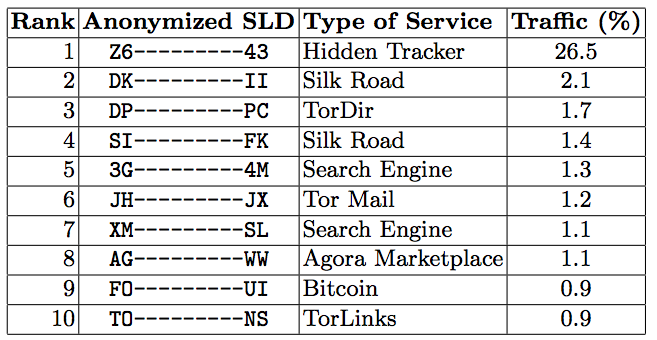 Rank Anonymized SLD Type of Service Traffic (%)
1 Z6---------43 Hidden Tracker 26.5
2 DK---------II Silk Road 2.1
3 DP---------PC TorDir 1.7
4 SI---------FK Silk Road 1.4
5 3G---------4M Search Engine 1.3
6 JH---------JX Tor Mail 1.2
7 XM---------SL Search Engine 1.1
8 AG---------WW Agora Marketplace 1.1
9 FO---------UI Bitcoin 0.9
10 TO---------NS TorLinks 0.9